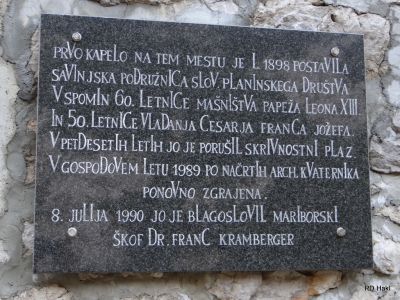 PRVO KAPELO NA TEM MESTU JE L. 1898 POSTAVILA
SAVINJSKA PODRUŽNICA SLOV. PLANINSKEGA DRUŠTVA
V SPOMIN 60. LETNICE MAŠNIŠTVA PAPEŽA LEONA XIII.
IN 50. LETNICE VLADANJA CESARJA FRANCA JOŽEFA.
V PETDESETIH LETIH JO JE PORUŠIL SKRIVNOSTNI PLAZ.
V GOSPODOVEM LETU 1989 PO NAČRTIH ARCH. KVATERNIKA
PONOVNO ZGRAJENA.
8. JULIJA 1990 JO JE BLAGOSLOVIL MARIBORSKI
ŠKOF DR. FRANC KRAMBERGER
RD Haki